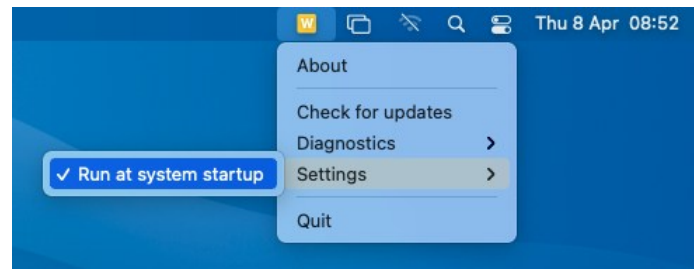 W
Thu 8 Apr 08:52
About
Check for updates
Diagnostics
✓ Run at system startup
Settings
Quit